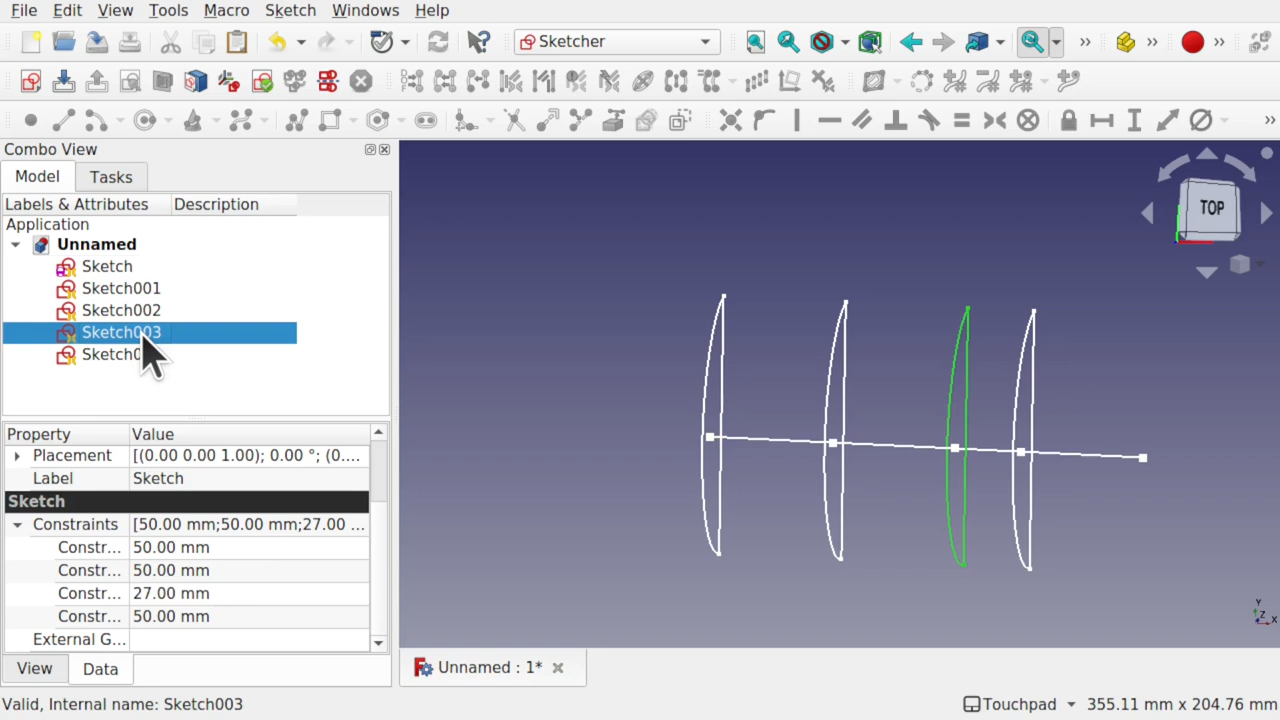 File Edit View Tools Macro Sketch Windows Help
Sketcher
Combo View
Model Tasks
Labels & Attributes Description
Application
Unnamed
Sketch
Sketch001
Sketch002
Sketch003
TOP
Property Value
Placement [(0.00 0.00 1.00); 0.00 °; (0....
Label Sketch
Sketch
Constraints [50.00 mm;50.00 mm;27.00 ...
Constr... 50.00 mm
Constr... 50.00 mm
Constr... 27.00 mm
Constr... 50.00 mm
External G...
Y
Z X
View Data
Unnamed : 1*
Valid, Internal name: Sketch003
Touchpad 355.11 mm x 204.76 mm